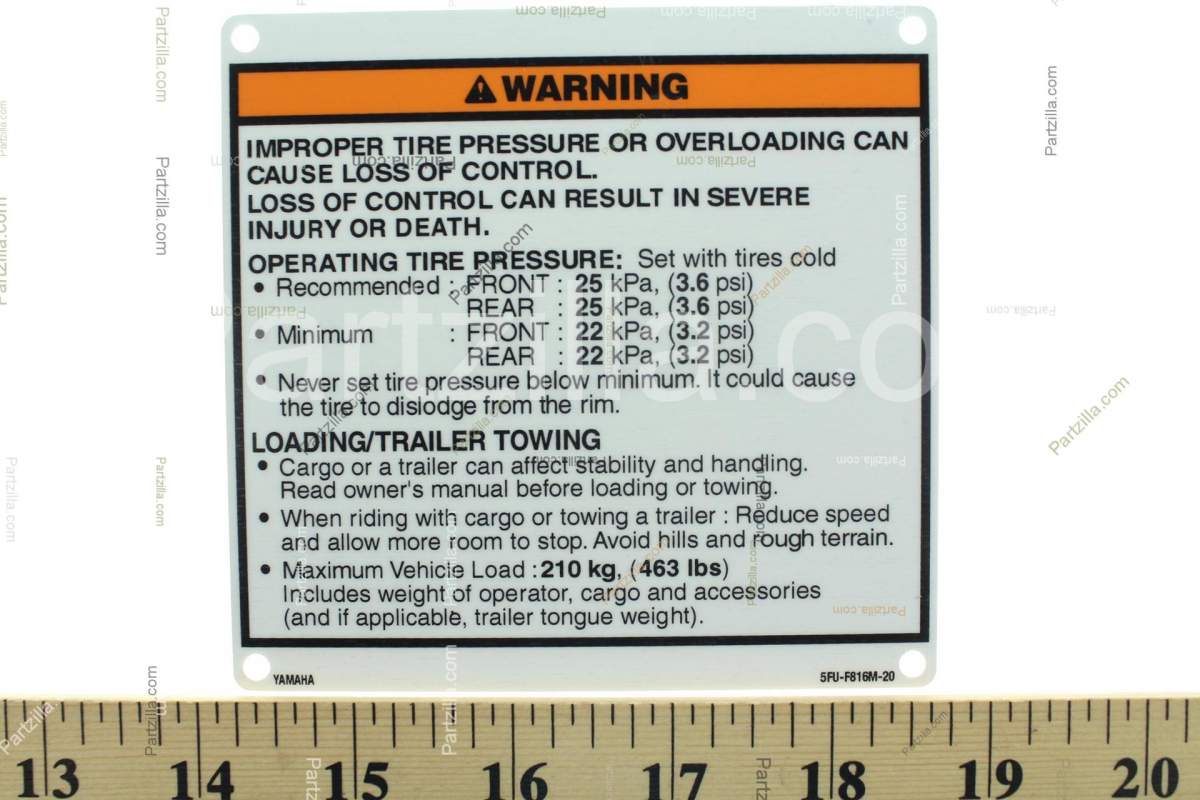 WARNING
IMPROPER TIRE PRESSURE OR OVERLOADING CAN
CAUSE LOSS OF CONTROL.
LOSS OF CONTROL CAN RESULT IN SEVERE
INJURY OR DEATH.
OPERATING TIRE PRESSURE: Set with tires cold
• Recommended : FRONT : 25 kPa, (3.6 psi)
REAR : 25 kPa, (3.6 psi)
• Minimum : FRONT : 22 kPa, (3.2 psi)
REAR : 22 kPa, (3.2 psi)
• Never set tire pressure below minimum. It could cause
the tire to dislodge from the rim.
LOADING/TRAILER TOWING
• Cargo or a trailer can affect stability and handling.
Read owner's manual before loading or towing.
• When riding with cargo or towing a trailer : Reduce speed
and allow more room to stop. Avoid hills and rough terrain.
• Maximum Vehicle Load : 210 kg, (463 lbs)
Includes weight of operator, cargo and accessories
(and if applicable, trailer tongue weight).
YAMAHA 5FU-F816M-20
13 14 15 16 17 18 19 20
Partzilla.com